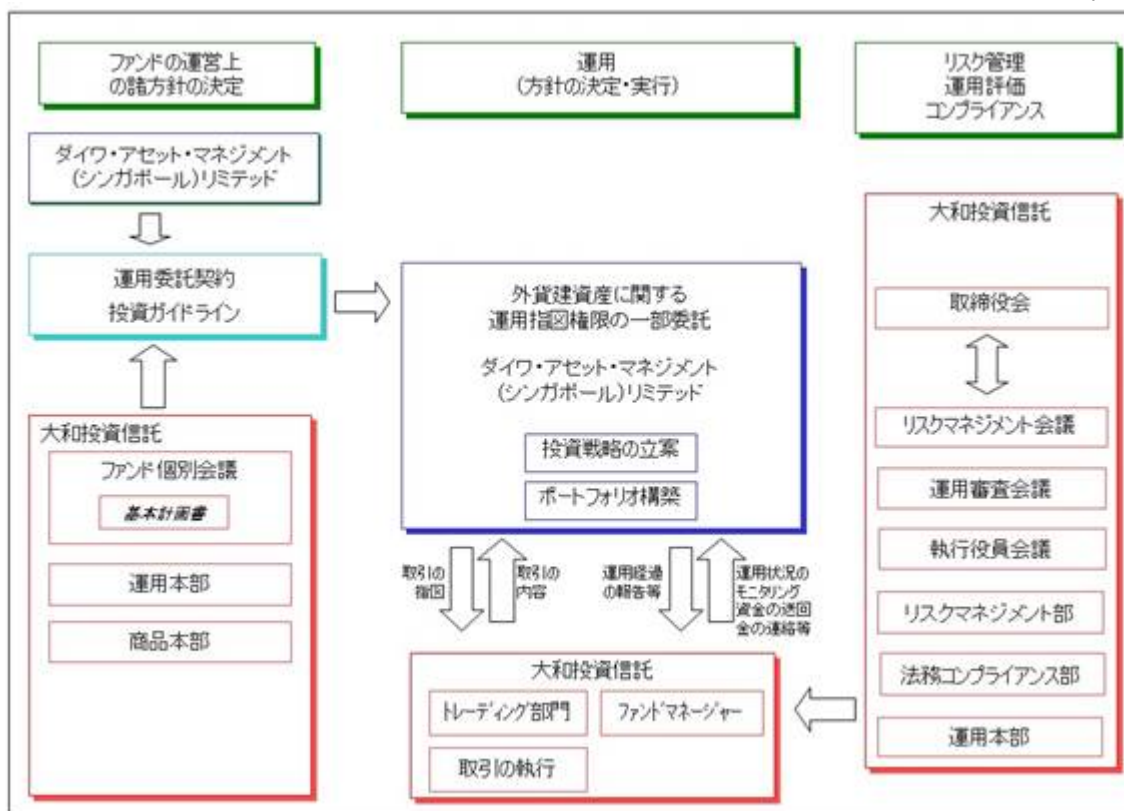 ファンドの運営上
の諸方針の決定
運用
(方針の決定・実行)
リスク管理
運用評価
コンプライアンス
ダイワ・アセット・マネジメント
(シンガポール)リミテッド
運用委託契約
投資ガイドライン
大和投資信託
ファンド個別会議
基本計画書
運用本部
商品本部
外貨建資産に関する
運用指図権限の一部委託
ダイワ・アセット・マネジメント
(シンガポール)リミテッド
投資戦略の立案
ポートフォリオ構築
取引の
指図
取引の
内容
運用経過
の報告等
運用状況の
モニタリング
資金の送回
金の連絡等
大和投資信託
トレーディング部門
ファンドマネージャー
取引の執行
大和投資信託
取締役会
リスクマネジメント会議
運用審査会議
執行役員会議
リスクマネジメント部
法務コンプライアンス部
運用本部